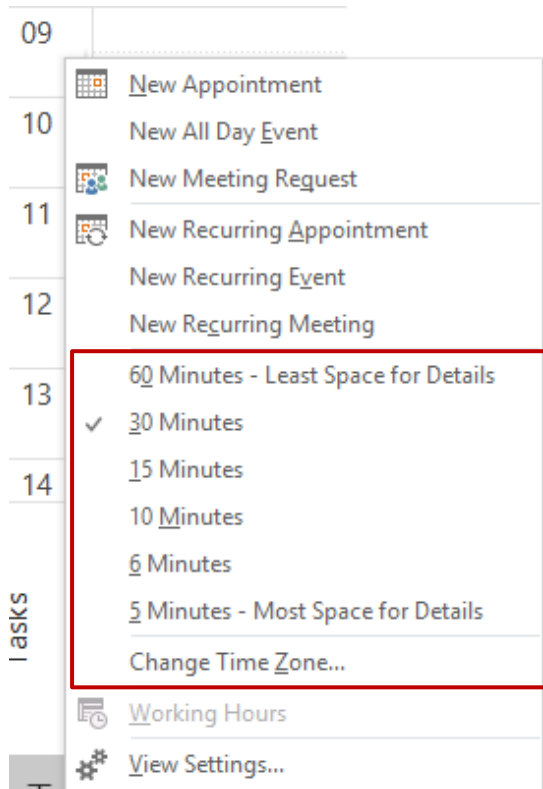 09
10
11
12
13
14
Tasks
New Appointment
New All Day Event
New Meeting Request
New Recurring Appointment
New Recurring Event
New Recurring Meeting
60 Minutes - Least Space for Details
30 Minutes
15 Minutes
10 Minutes
6 Minutes
5 Minutes - Most Space for Details
Change Time Zone...
Working Hours
View Settings...